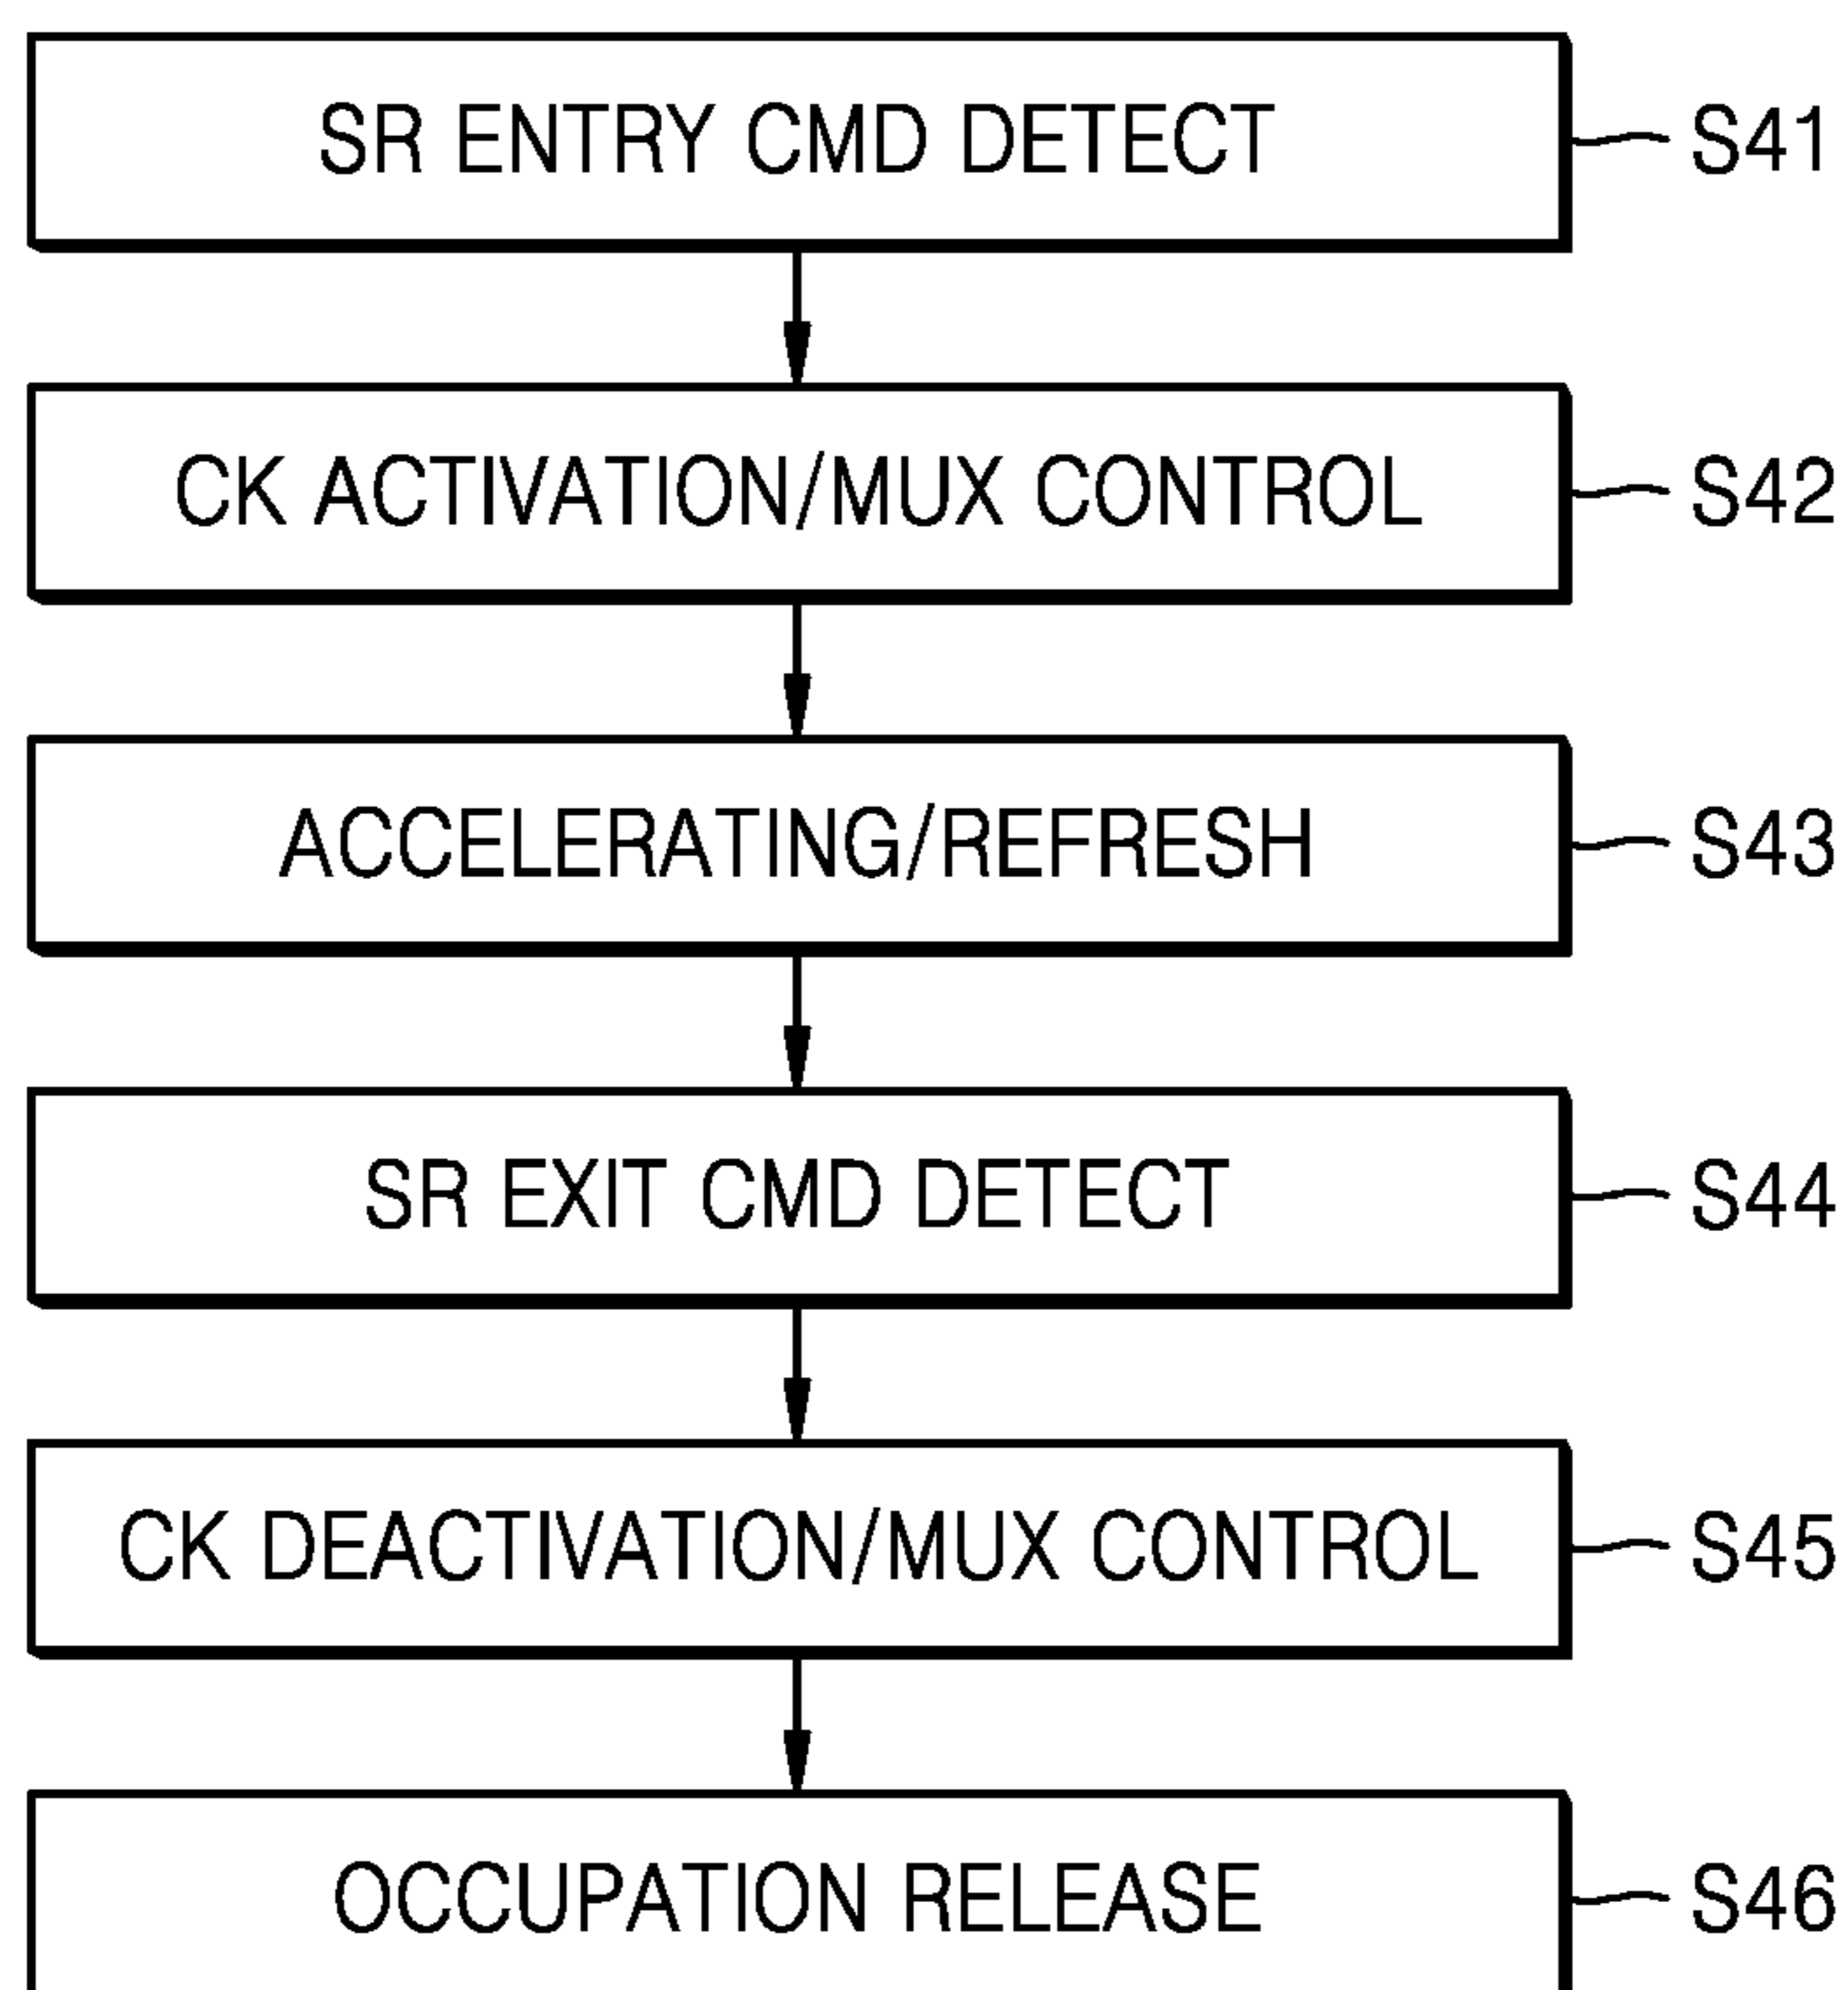 SR ENTRY CMD DETECT S41
CK ACTIVATION/MUX CONTROL S42
ACCELERATING/REFRESH S43
SR EXIT CMD DETECT S44
CK DEACTIVATION/MUX CONTROL S45
OCCUPATION RELEASE S46